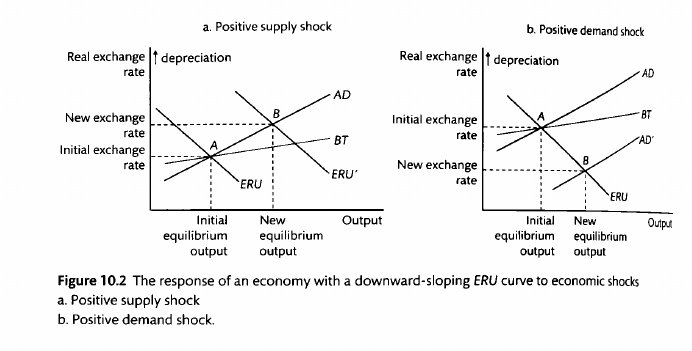 a. Positive supply shock
Real exchange
rate
depreciation
AD
B
New exchange
rate
A
BT
Initial exchange
rate
ERU
ERU'
Initial
equilibrium
output
New
equilibrium
output
Output
b. Positive demand shock
Real exchange
rate
depreciation
AD
A
BT
Initial exchange
rate
AD'
B
New exchange
rate
ERU
Initial
equilibrium
output
New
equilibrium
output
Output
Figure 10.2 The response of an economy with a downward-sloping ERU curve to economic shocks
a. Positive supply shock
b. Positive demand shock.